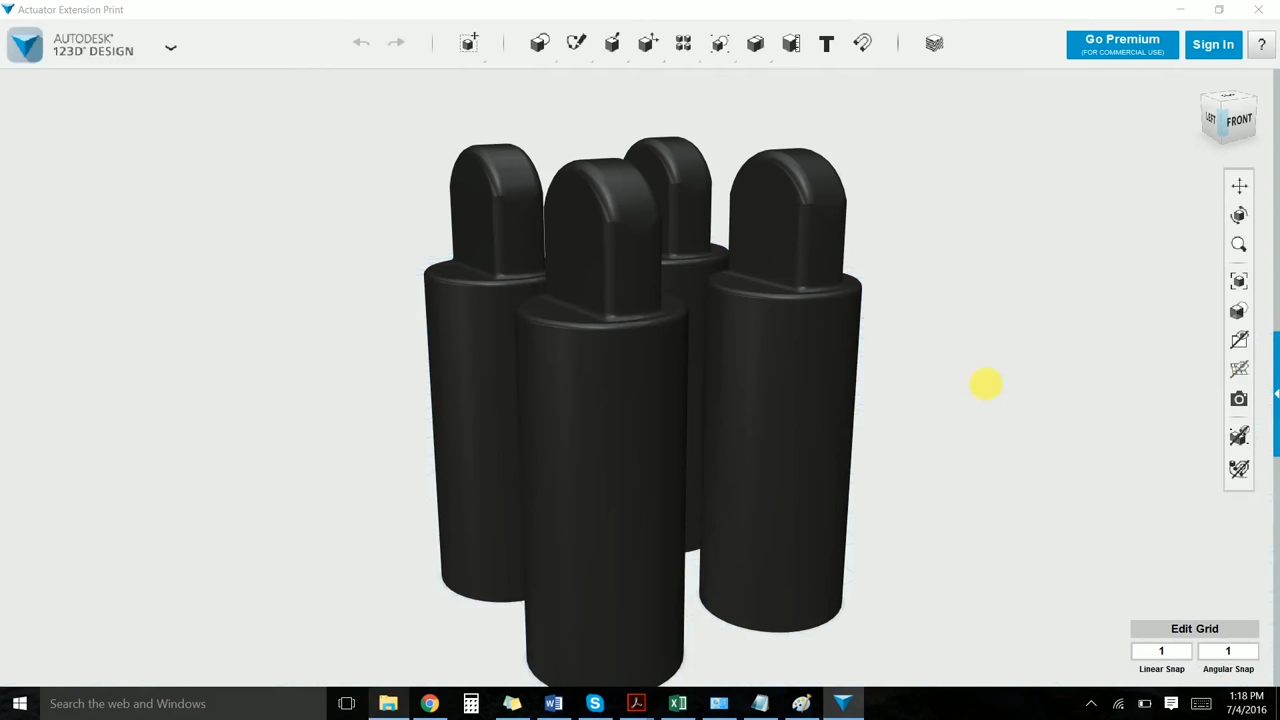 Actuator Extension Print
AUTODESK®
123D® DESIGN
T
Go Premium
(FOR COMMERCIAL USE)
Sign In
?
LEFT
FRONT
Edit Grid
1
1
Linear Snap
Angular Snap
Search the web and Windows
1:18 PM
7/4/2016